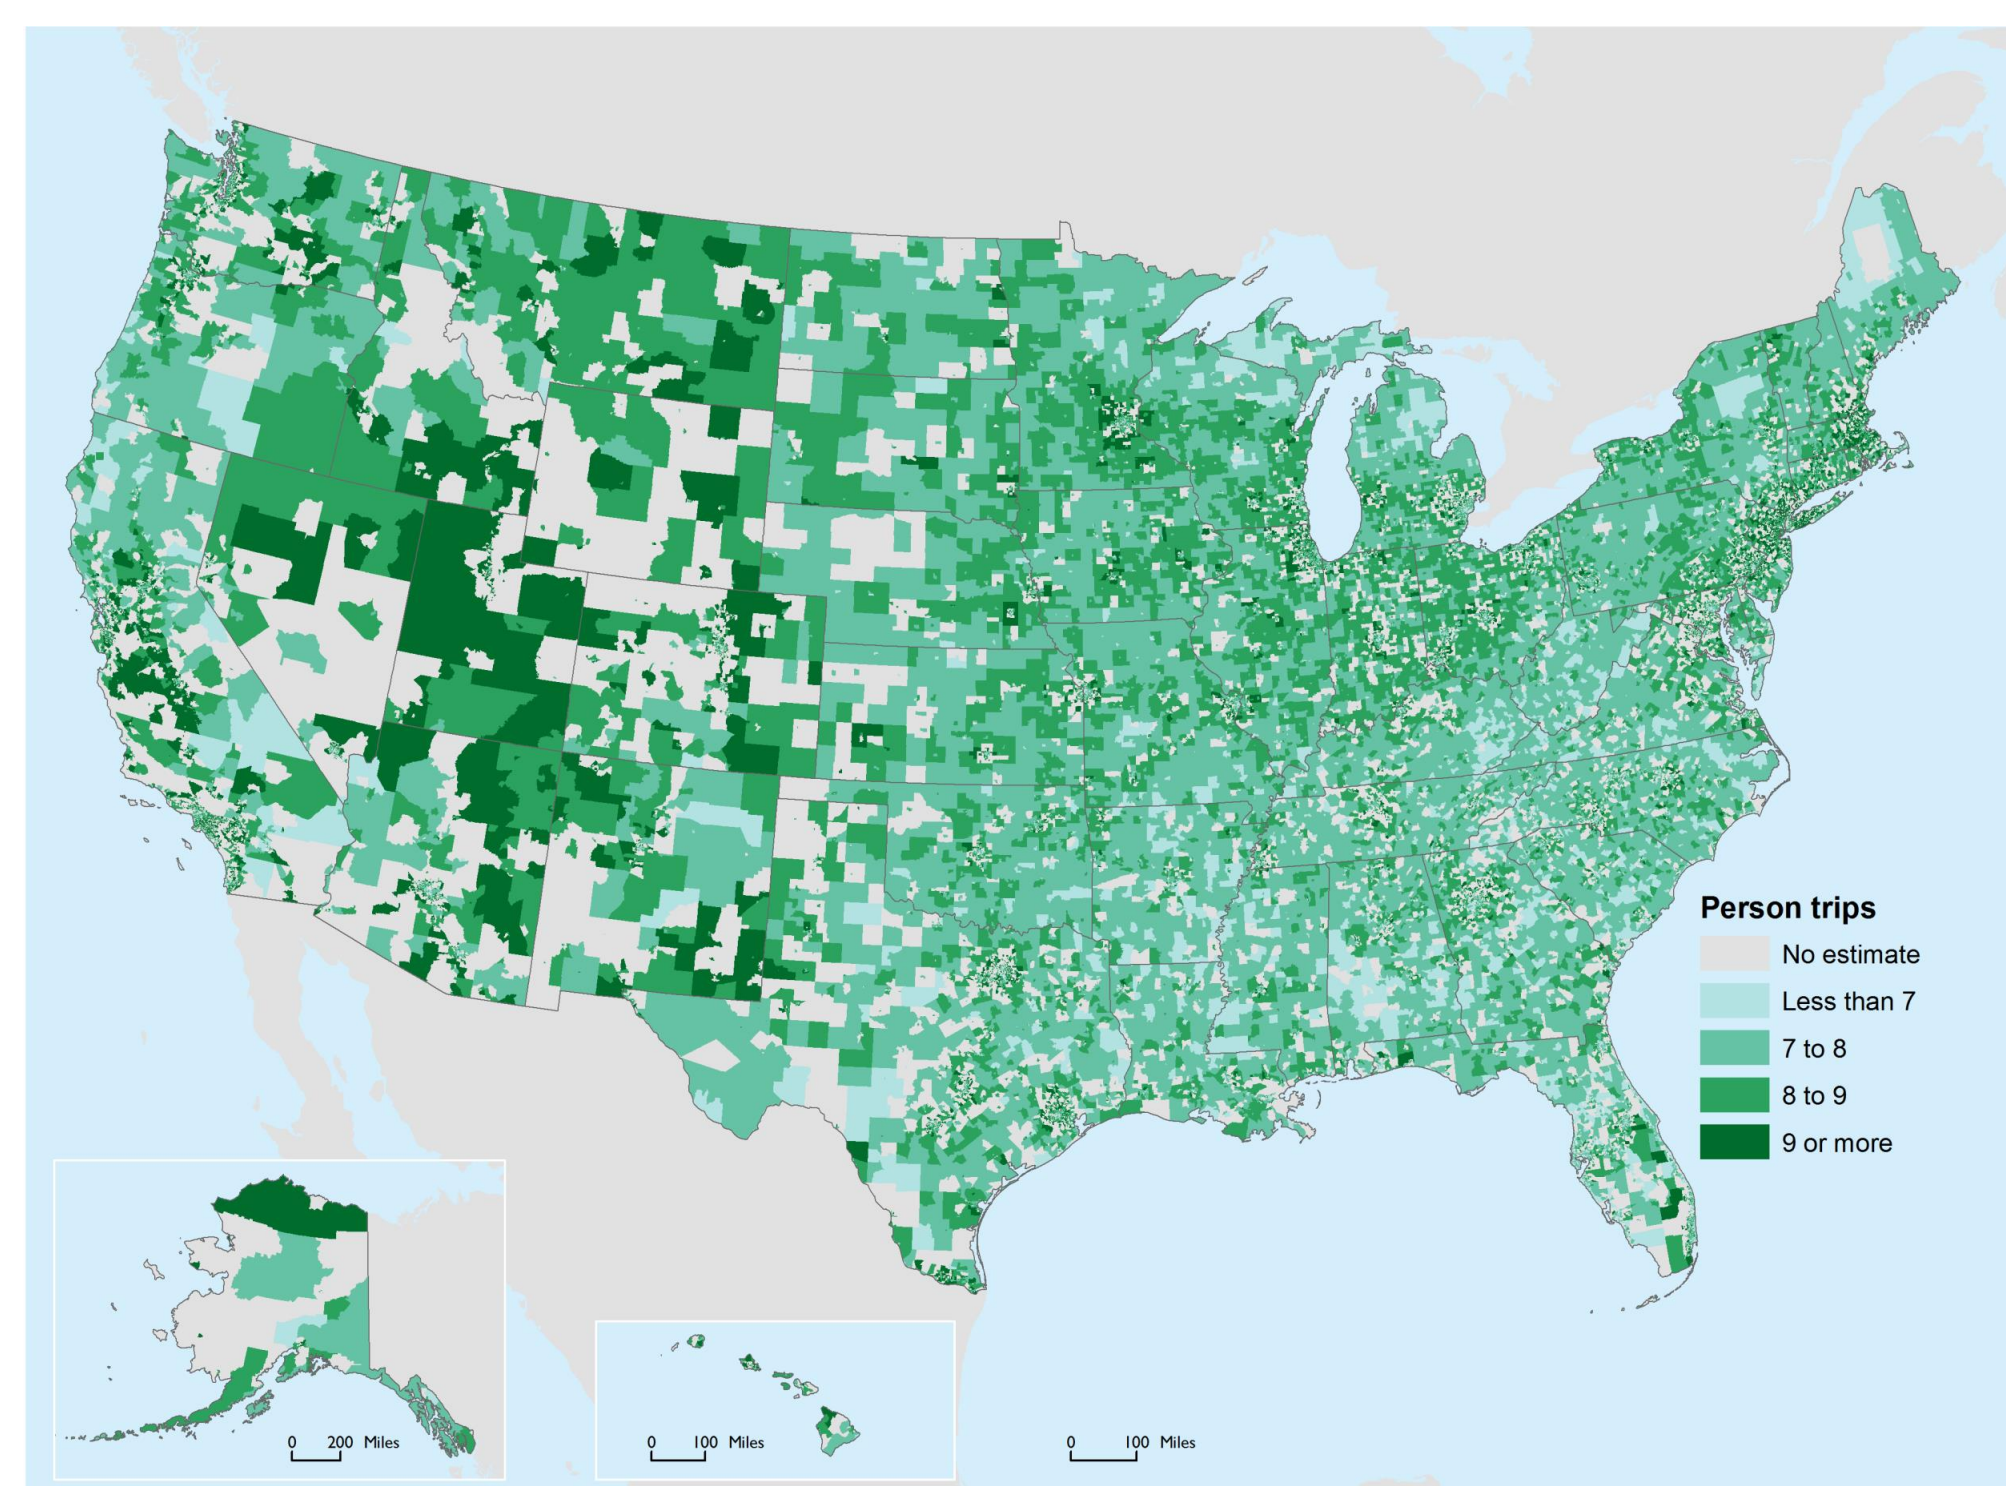 Person trips
No estimate
Less than 7
7 to 8
8 to 9
9 or more
0 200 Miles
0 100 Miles
0 100 Miles